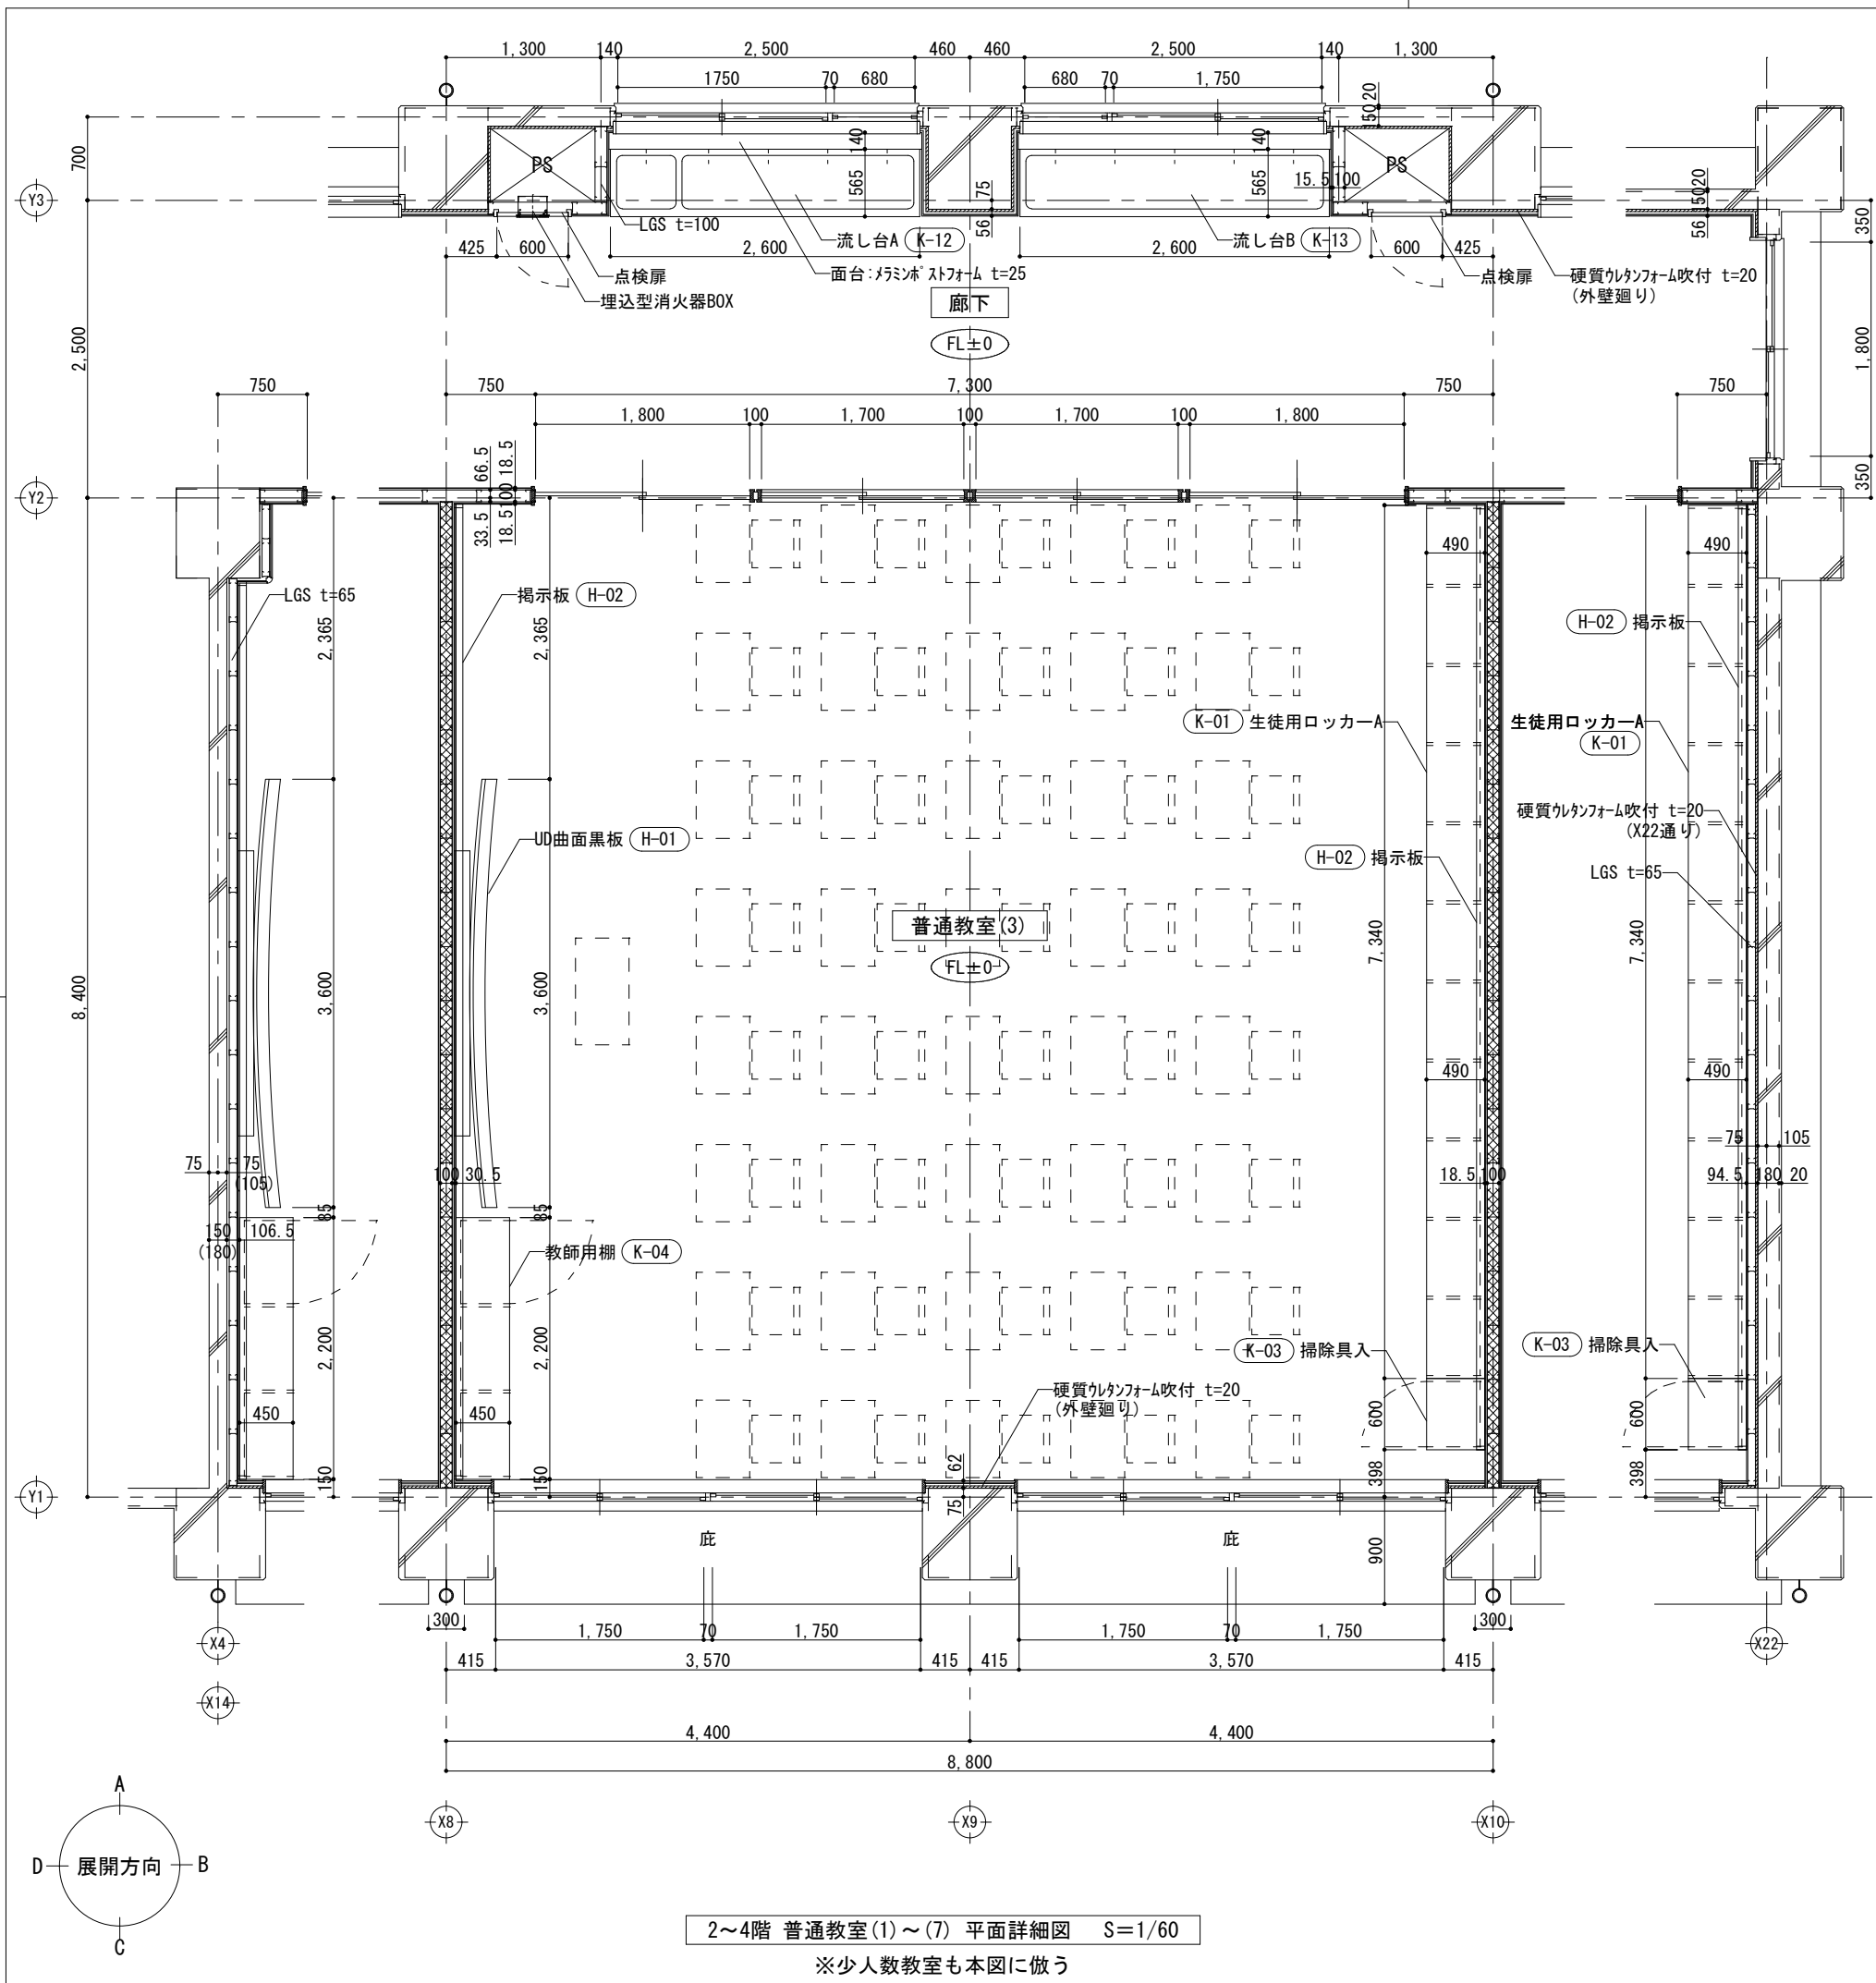 1,300 140 2,500 460 460 2,500 140 1,300
1750 70 680 680 70 1,750
20
150
PS
PS
140
565
75
56
140
565
15.5 100
20
150
56
700
Y3
350
LGS t=100
流し台A K-12
流し台B K-13
425 600 2,600 2,600 600 425
点検扉
面台:メラミンポストフォーム t=25
点検扉
硬質ウレタンフォーム吹付 t=20
(外壁廻り)
埋込型消火器BOX
廊下
FL±0
2,500
1,800
750 750 7,300 750 750
1,800 100 1,700 100 1,700 100 1,800
66.5 18.5
100
33.5 18.5
350
Y2
490 490
LGS t=65
掲示板 H-02
H-02 掲示板
2,365 2,365
K-01 生徒用ロッカーA
生徒用ロッカーA
K-01
硬質ウレタンフォーム吹付 t=20
(X22通り)
UD曲面黒板 H-01
H-02 掲示板
LGS t=65
普通教室(3)
FL±0
8,400
3,600 3,600
7,340 7,340
490 490
75 75
(105)
100 30.5
18.5 100
75 105
94.5 180 20
85 85
150 106.5
(180)
教師用棚 K-04
2,200 2,200
K-03 掃除具入
K-03 掃除具入
硬質ウレタンフォーム吹付 t=20
(外壁廻り)
450 450
600 600
62
150 150
398 398
75
Y1
庇 庇
900
300 1,750 70 1,750 1,750 70 1,750 300
X4
X22
415 3,570 415 415 3,570 415
X14
4,400 4,400
8,800
A
X8 X9 X10
D 展開方向 B
C
2～4階 普通教室(1)～(7) 平面詳細図 S=1/60
※少人数教室も本図に倣う